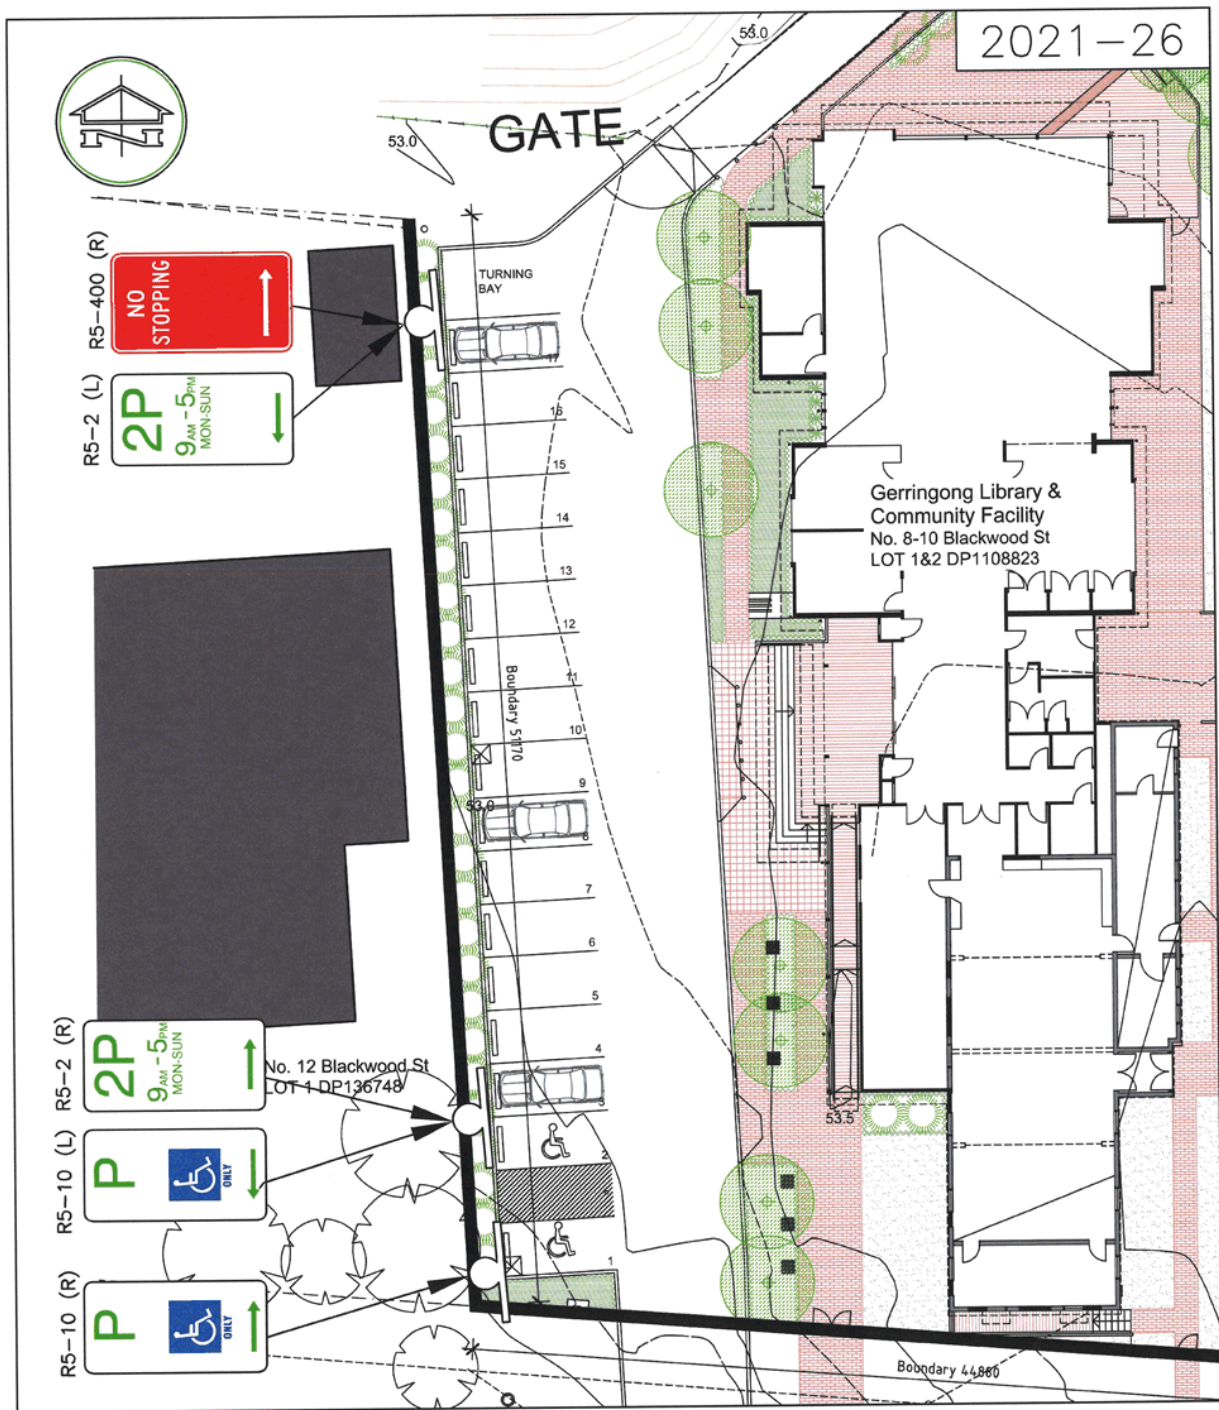 2021-26
53.0
GATE
53.0
TURNING
BAY
R5-400 (R)
NO
STOPPING
R5-2 (L)
2P
9AM - 5PM
MON-SUN
17
16
15
14
13
12
11
10
9
8
7
6
5
4
3
2
1
Boundary 51170
53.0
Gerringong Library &
Community Facility
No. 8-10 Blackwood St
LOT 1&2 DP1108823
R5-2 (R)
2P
9AM - 5PM
MON-SUN
No. 12 Blackwood St
LOT 1 DP136748
R5-10 (L)
P
ONLY
R5-10 (R)
P
ONLY
53.5
Boundary 44860